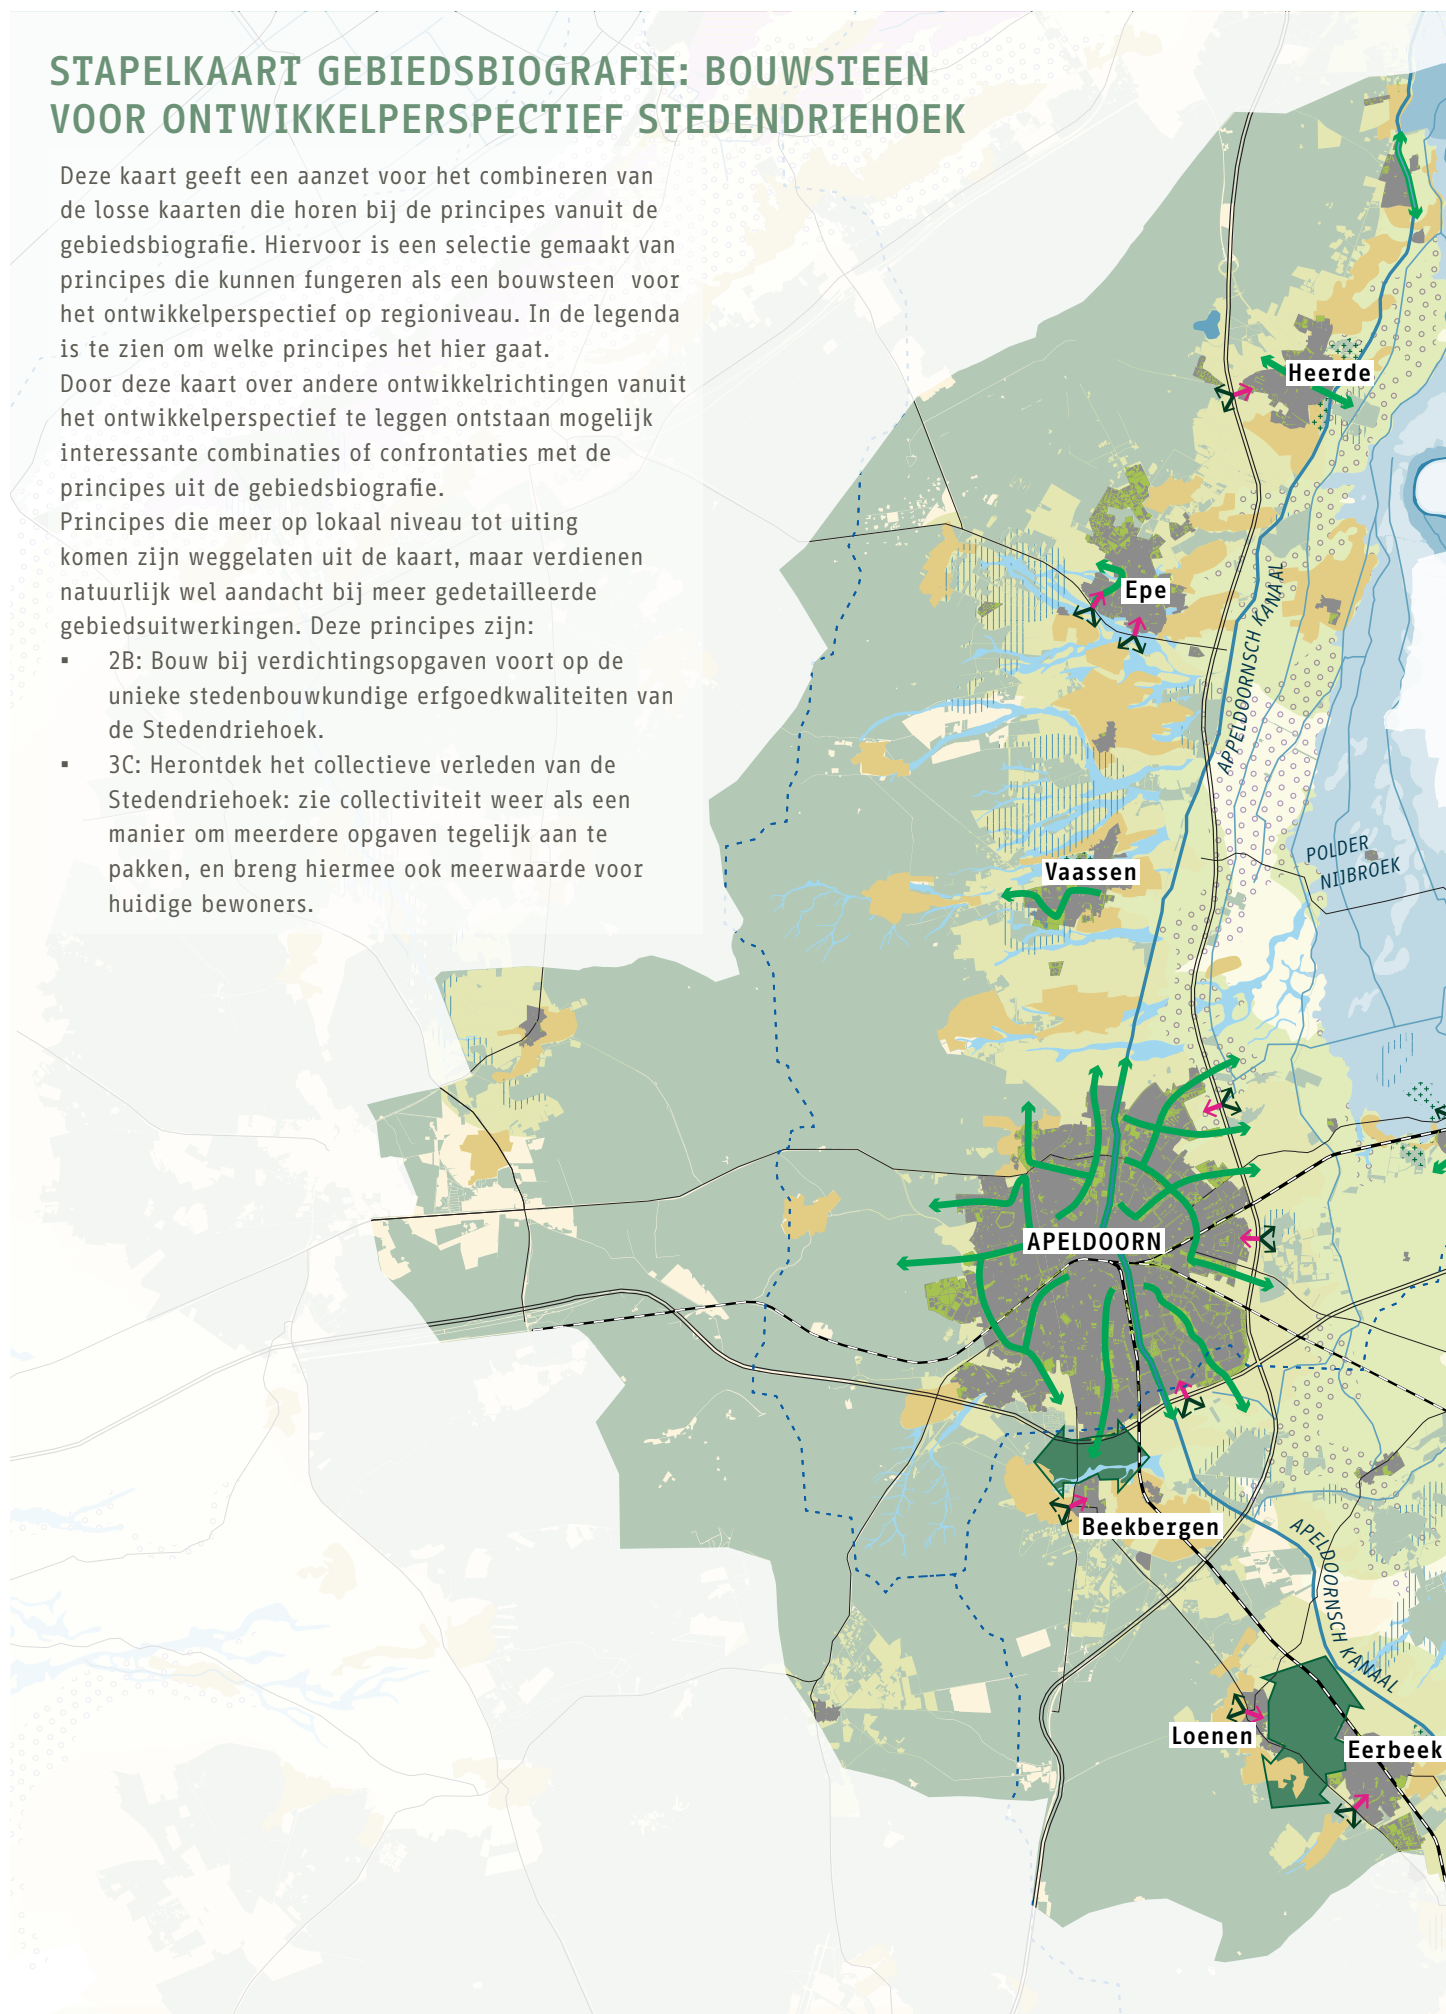 STAPELKAART GEBIEDSBIOGRAFIE: BOUWSTEEN
VOOR ONTWIKKELPERSPECTIEF STEDENDRIEHOEK
Deze kaart geeft een aanzet voor het combineren van
de losse kaarten die horen bij de principes vanuit de
gebiedsbiografie. Hiervoor is een selectie gemaakt van
principes die kunnen fungeren als een bouwsteen voor
het ontwikkelperspectief op regioniveau. In de legenda
is te zien om welke principes het hier gaat.
Door deze kaart over andere ontwikkelrichtingen vanuit
het ontwikkelperspectief te leggen ontstaan mogelijk
interessante combinaties of confrontaties met de
principes uit de gebiedsbiografie.
Principes die meer op lokaal niveau tot uiting
komen zijn weggelaten uit de kaart, maar verdienen
natuurlijk wel aandacht bij meer gedetailleerde
gebiedsuitwerkingen. Deze principes zijn:
▪ 2B: Bouw bij verdichtingsopgaven voort op de
unieke stedenbouwkundige erfgoedkwaliteiten van
de Stedendriehoek.
▪ 3C: Herontdek het collectieve verleden van de
Stedendriehoek: zie collectiviteit weer als een
manier om meerdere opgaven tegelijk aan te
pakken, en breng hiermee ook meerwaarde voor
huidige bewoners.
Heerde
Epe
APPELDOORNSCH KANAAL
POLDER
NIJBROEK
Vaassen
APELDOORN
Beekbergen
APELDOORNSCH KANAAL
Loenen
Eerbeek